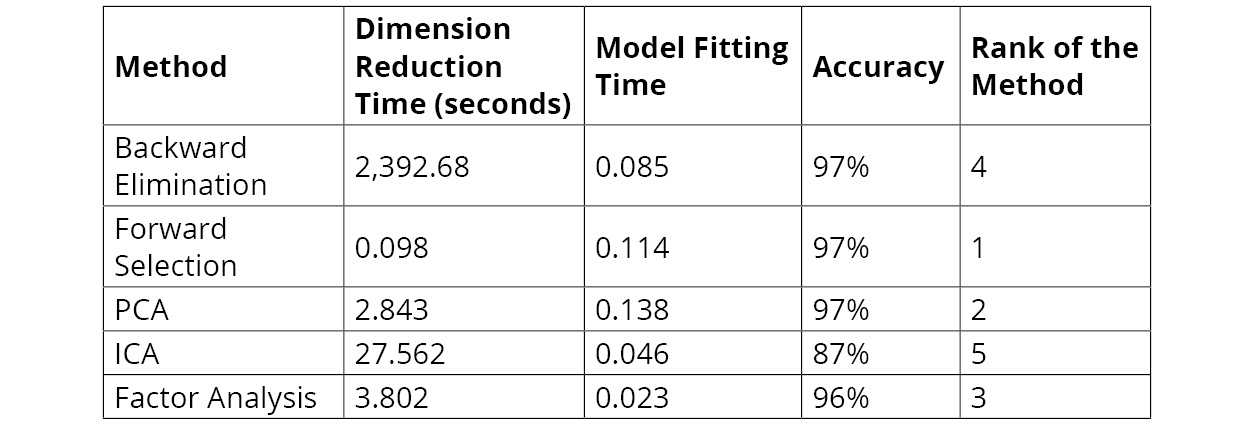 Method
Dimension
Reduction
Time (seconds)
Model Fitting
Time
Accuracy
Rank of the
Method
Backward
Elimination
2,392.68
0.085
97%
4
Forward
Selection
0.098
0.114
97%
1
PCA
2.843
0.138
97%
2
ICA
27.562
0.046
87%
5
Factor Analysis
3.802
0.023
96%
3